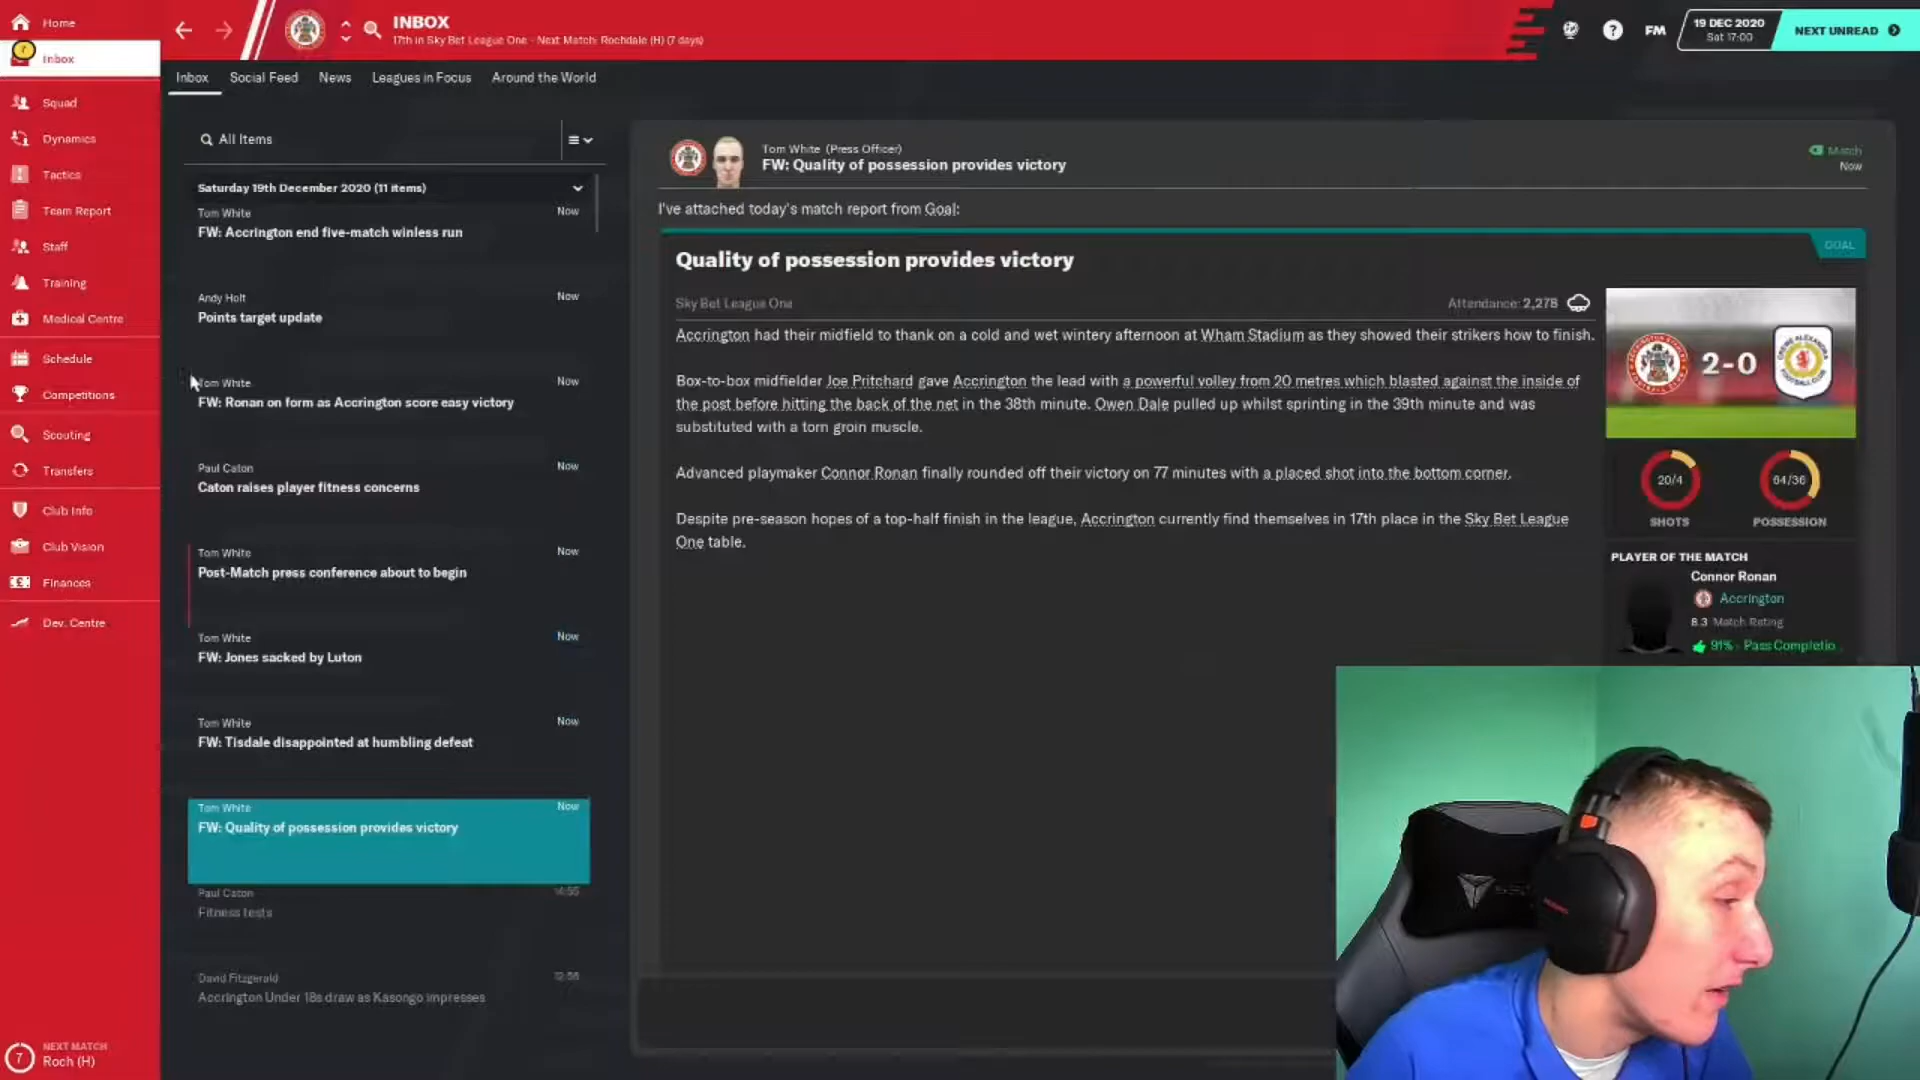 Home
Inbox
Squad
Dynamics
Tactics
Team Report
Staff
Training
Medical Centre
Schedule
Competitions
Scouting
Transfers
Club Info
Club Vision
Finances
Dev. Centre
7
NEXT MATCH
Roch (H)
INBOX
17th in Sky Bet League One - Next Match: Rochdale (H) (7 days)
?
FM
19 DEC 2020
Sat 17:00
NEXT UNREAD
Inbox
Social Feed
News
Leagues in Focus
Around the World
All Items
Saturday 19th December 2020 (11 items)
Tom White
Now
FW: Accrington end five-match winless run
Andy Holt
Now
Points target update
Tom White
Now
FW: Ronan on form as Accrington score easy victory
Paul Caton
Now
Caton raises player fitness concerns
Tom White
Now
Post-Match press conference about to begin
Tom White
Now
FW: Jones sacked by Luton
Tom White
Now
FW: Tisdale disappointed at humbling defeat
Tom White
Now
FW: Quality of possession provides victory
Paul Caton
14:55
Fitness tests
David Fitzgerald
Accrington Under 18s draw as Kasongo impresses
Tom White (Press Officer)
FW: Quality of possession provides victory
Match
Now
I've attached today's match report from Goal:
GOAL
Quality of possession provides victory
Sky Bet League One
Attendance: 2,278
Accrington had their midfield to thank on a cold and wet wintery afternoon at Wham Stadium as they showed their strikers how to finish.
Box-to-box midfielder Joe Pritchard gave Accrington the lead with a powerful volley from 20 metres which blasted against the inside of
the post before hitting the back of the net in the 38th minute. Owen Dale pulled up whilst sprinting in the 39th minute and was
substituted with a torn groin muscle.
Advanced playmaker Connor Ronan finally rounded off their victory on 77 minutes with a placed shot into the bottom corner.
Despite pre-season hopes of a top-half finish in the league, Accrington currently find themselves in 17th place in the Sky Bet League
One table.
2-0
20/4
SHOTS
64/36
POSSESSION
PLAYER OF THE MATCH
Connor Ronan
Accrington
8.3 Match Rating
91% - Pass Completio